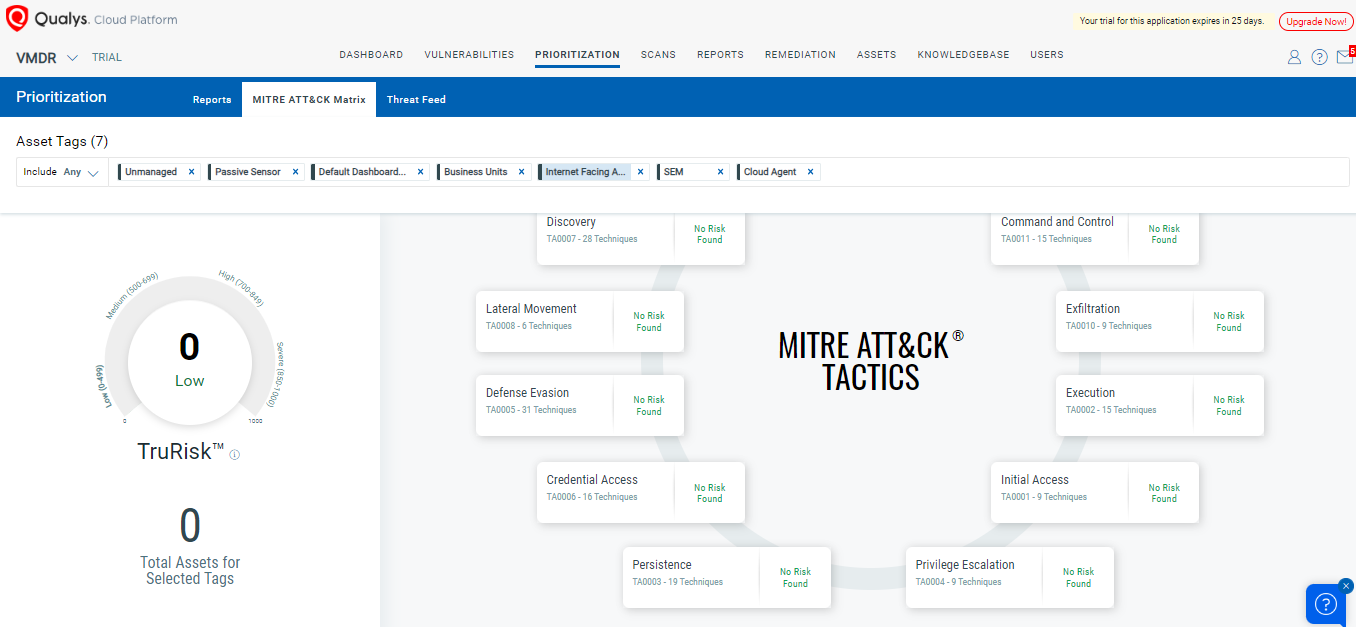 Qualys. Cloud Platform
Your trial for this application expires in 25 days.
Upgrade Now!
VMDR
TRIAL
DASHBOARD
VULNERABILITIES
PRIORITIZATION
SCANS
REPORTS
REMEDIATION
ASSETS
KNOWLEDGEBASE
USERS
5
Prioritization
Reports
MITRE ATT&CK Matrix
Threat Feed
Asset Tags (7)
Include Any
Unmanaged ×
Passive Sensor ×
Default Dashboard... ×
Business Units ×
Internet Facing A... ×
SEM ×
Cloud Agent ×
Low (0-499)
Medium (500-699)
High (700-849)
Severe (850-1000)
0
Low
0
1000
TruRisk™
0
Total Assets for
Selected Tags
Discovery
TA0007 - 28 Techniques
No Risk
Found
Command and Control
TA0011 - 15 Techniques
No Risk
Found
Lateral Movement
TA0008 - 6 Techniques
No Risk
Found
Exfiltration
TA0010 - 9 Techniques
No Risk
Found
MITRE ATT&CK®
TACTICS
Defense Evasion
TA0005 - 31 Techniques
No Risk
Found
Execution
TA0002 - 15 Techniques
No Risk
Found
Credential Access
TA0006 - 16 Techniques
No Risk
Found
Initial Access
TA0001 - 9 Techniques
No Risk
Found
Persistence
TA0003 - 19 Techniques
No Risk
Found
Privilege Escalation
TA0004 - 9 Techniques
No Risk
Found